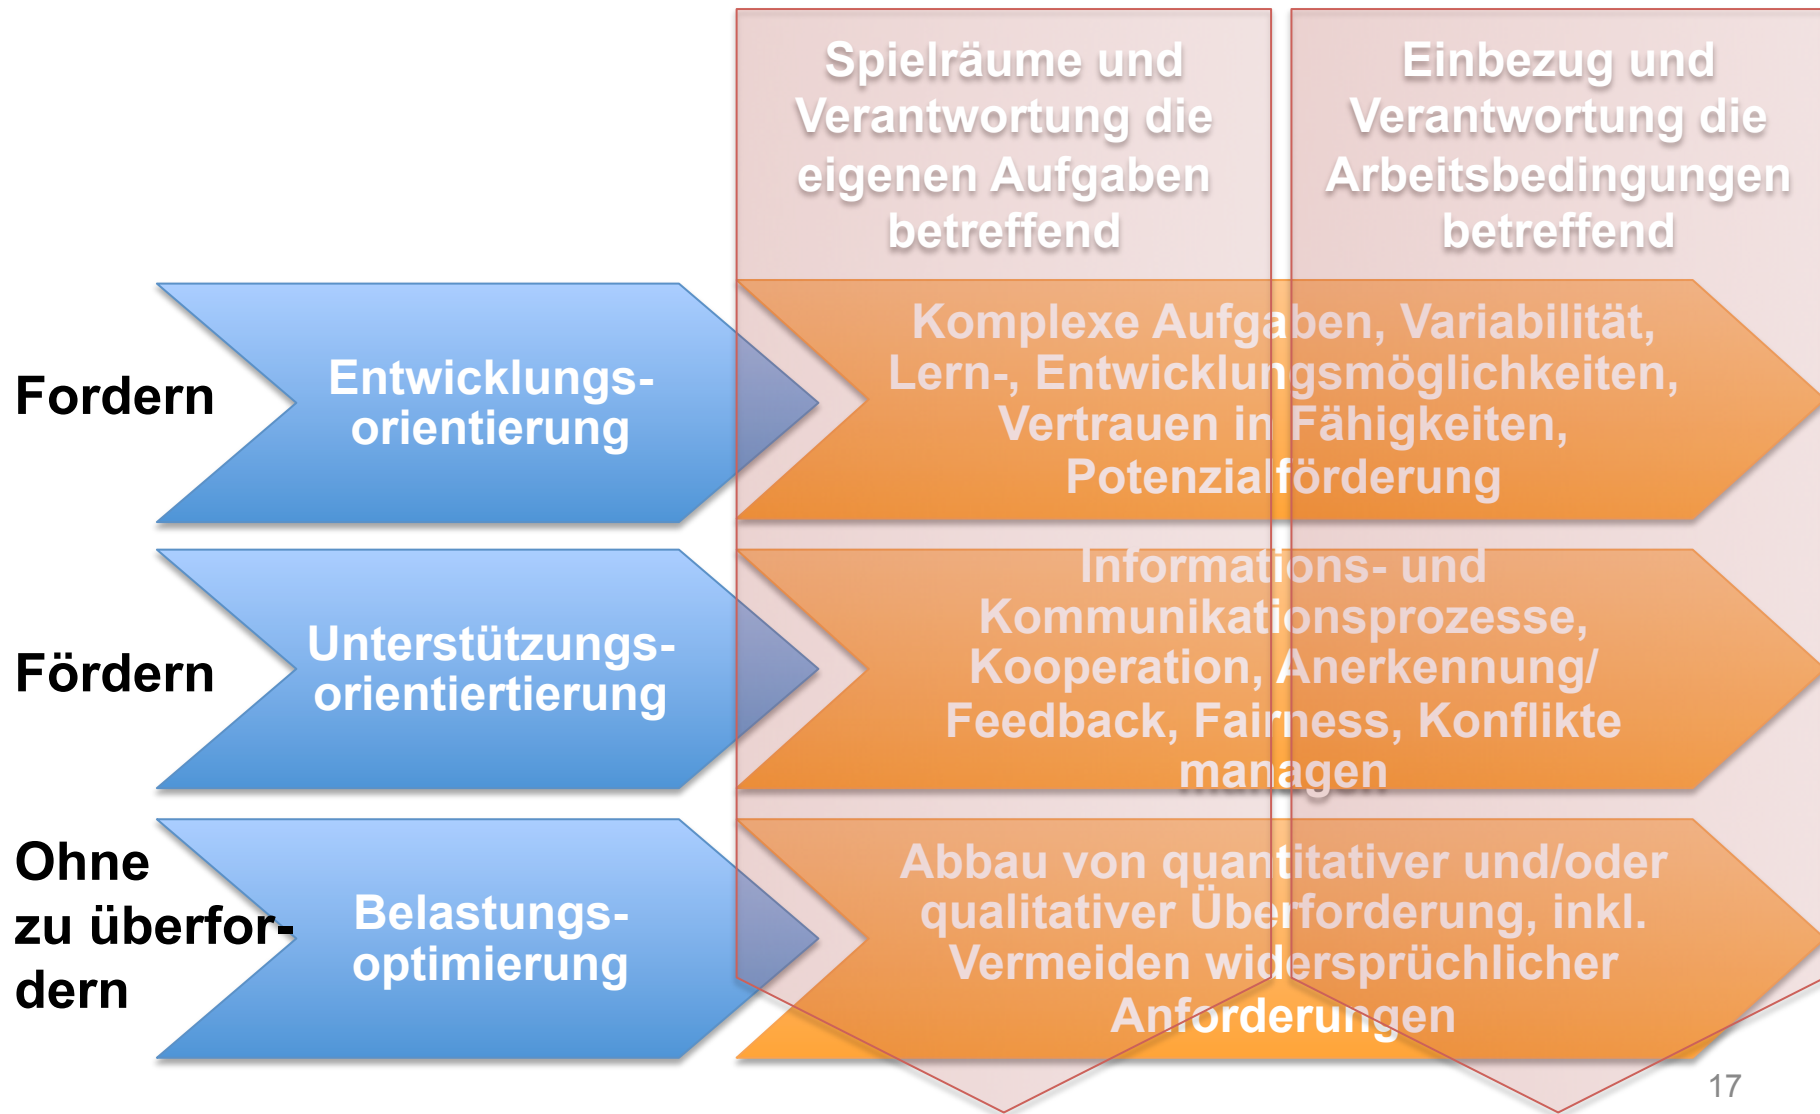 Spielräume und
Verantwortung die
eigenen Aufgaben
betreffend
Einbezug und
Verantwortung die
Arbeitsbedingungen
betreffend
Fordern
Entwicklungs-
orientierung
Komplexe Aufgaben, Variabilität,
Lern-, Entwicklungsmöglichkeiten,
Vertrauen in Fähigkeiten,
Potenzialförderung
Fördern
Unterstützungs-
orientiertierung
Informations- und
Kommunikationsprozesse,
Kooperation, Anerkennung/
Feedback, Fairness, Konflikte
managen
Ohne
zu überfor-
dern
Belastungs-
optimierung
Abbau von quantitativer und/oder
qualitativer Überforderung, inkl.
Vermeiden widersprüchlicher
Anforderungen
17